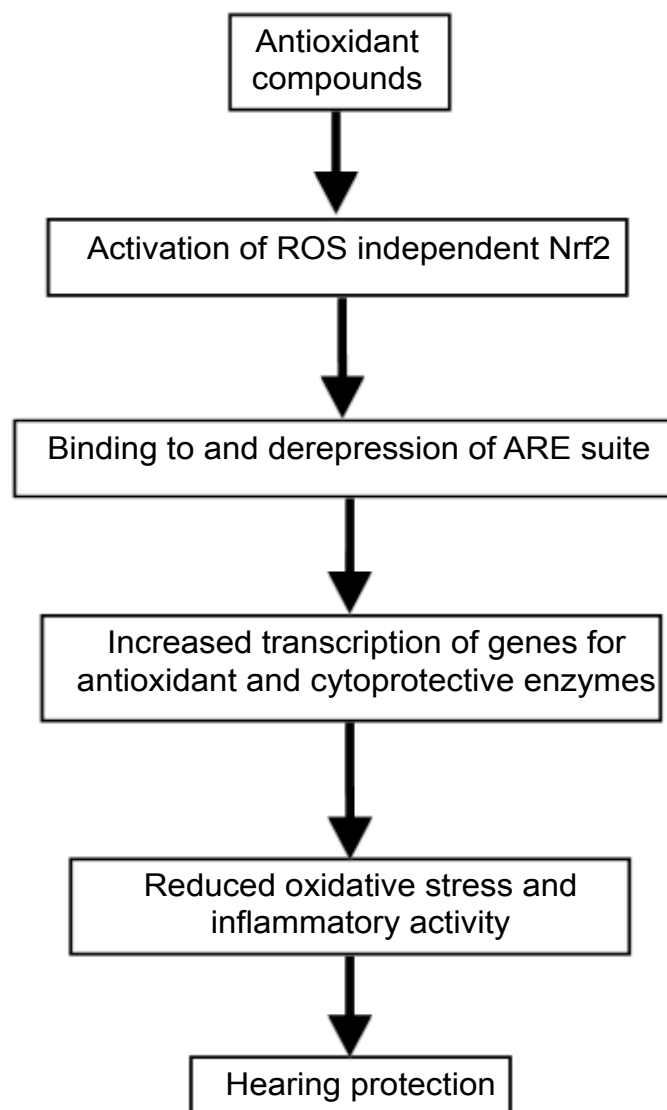 Antioxidant
compounds
Activation of ROS independent Nrf2
Binding to and derepression of ARE suite
Increased transcription of genes for
antioxidant and cytoprotective enzymes
Reduced oxidative stress and
inflammatory activity
Hearing protection